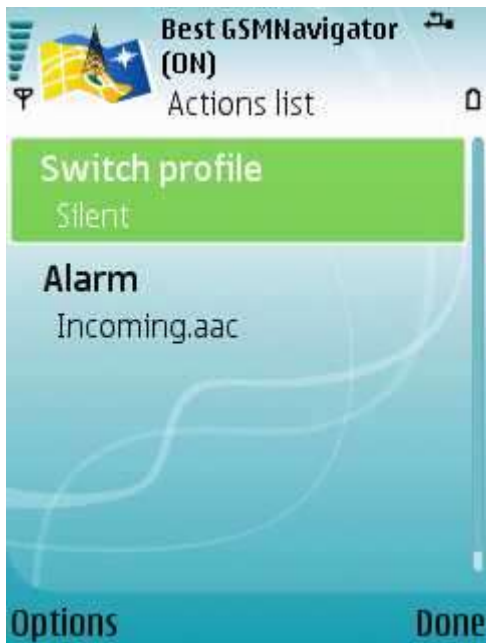 Best GSMNavigator
(ON)
Actions list
Switch profile
Silent
Alarm
Incoming.aac
Options Done